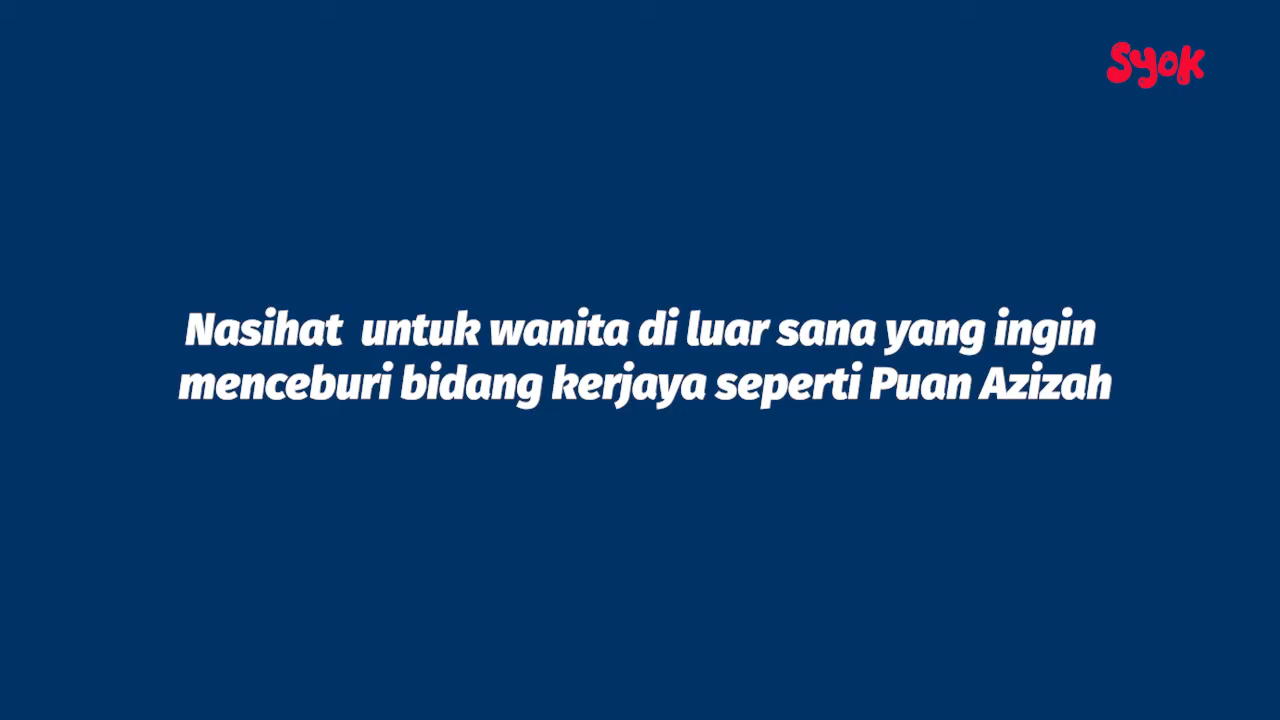 Syok
Nasihat  untuk wanita di luar sana yang ingin
menceburi bidang kerjaya seperti Puan Azizah